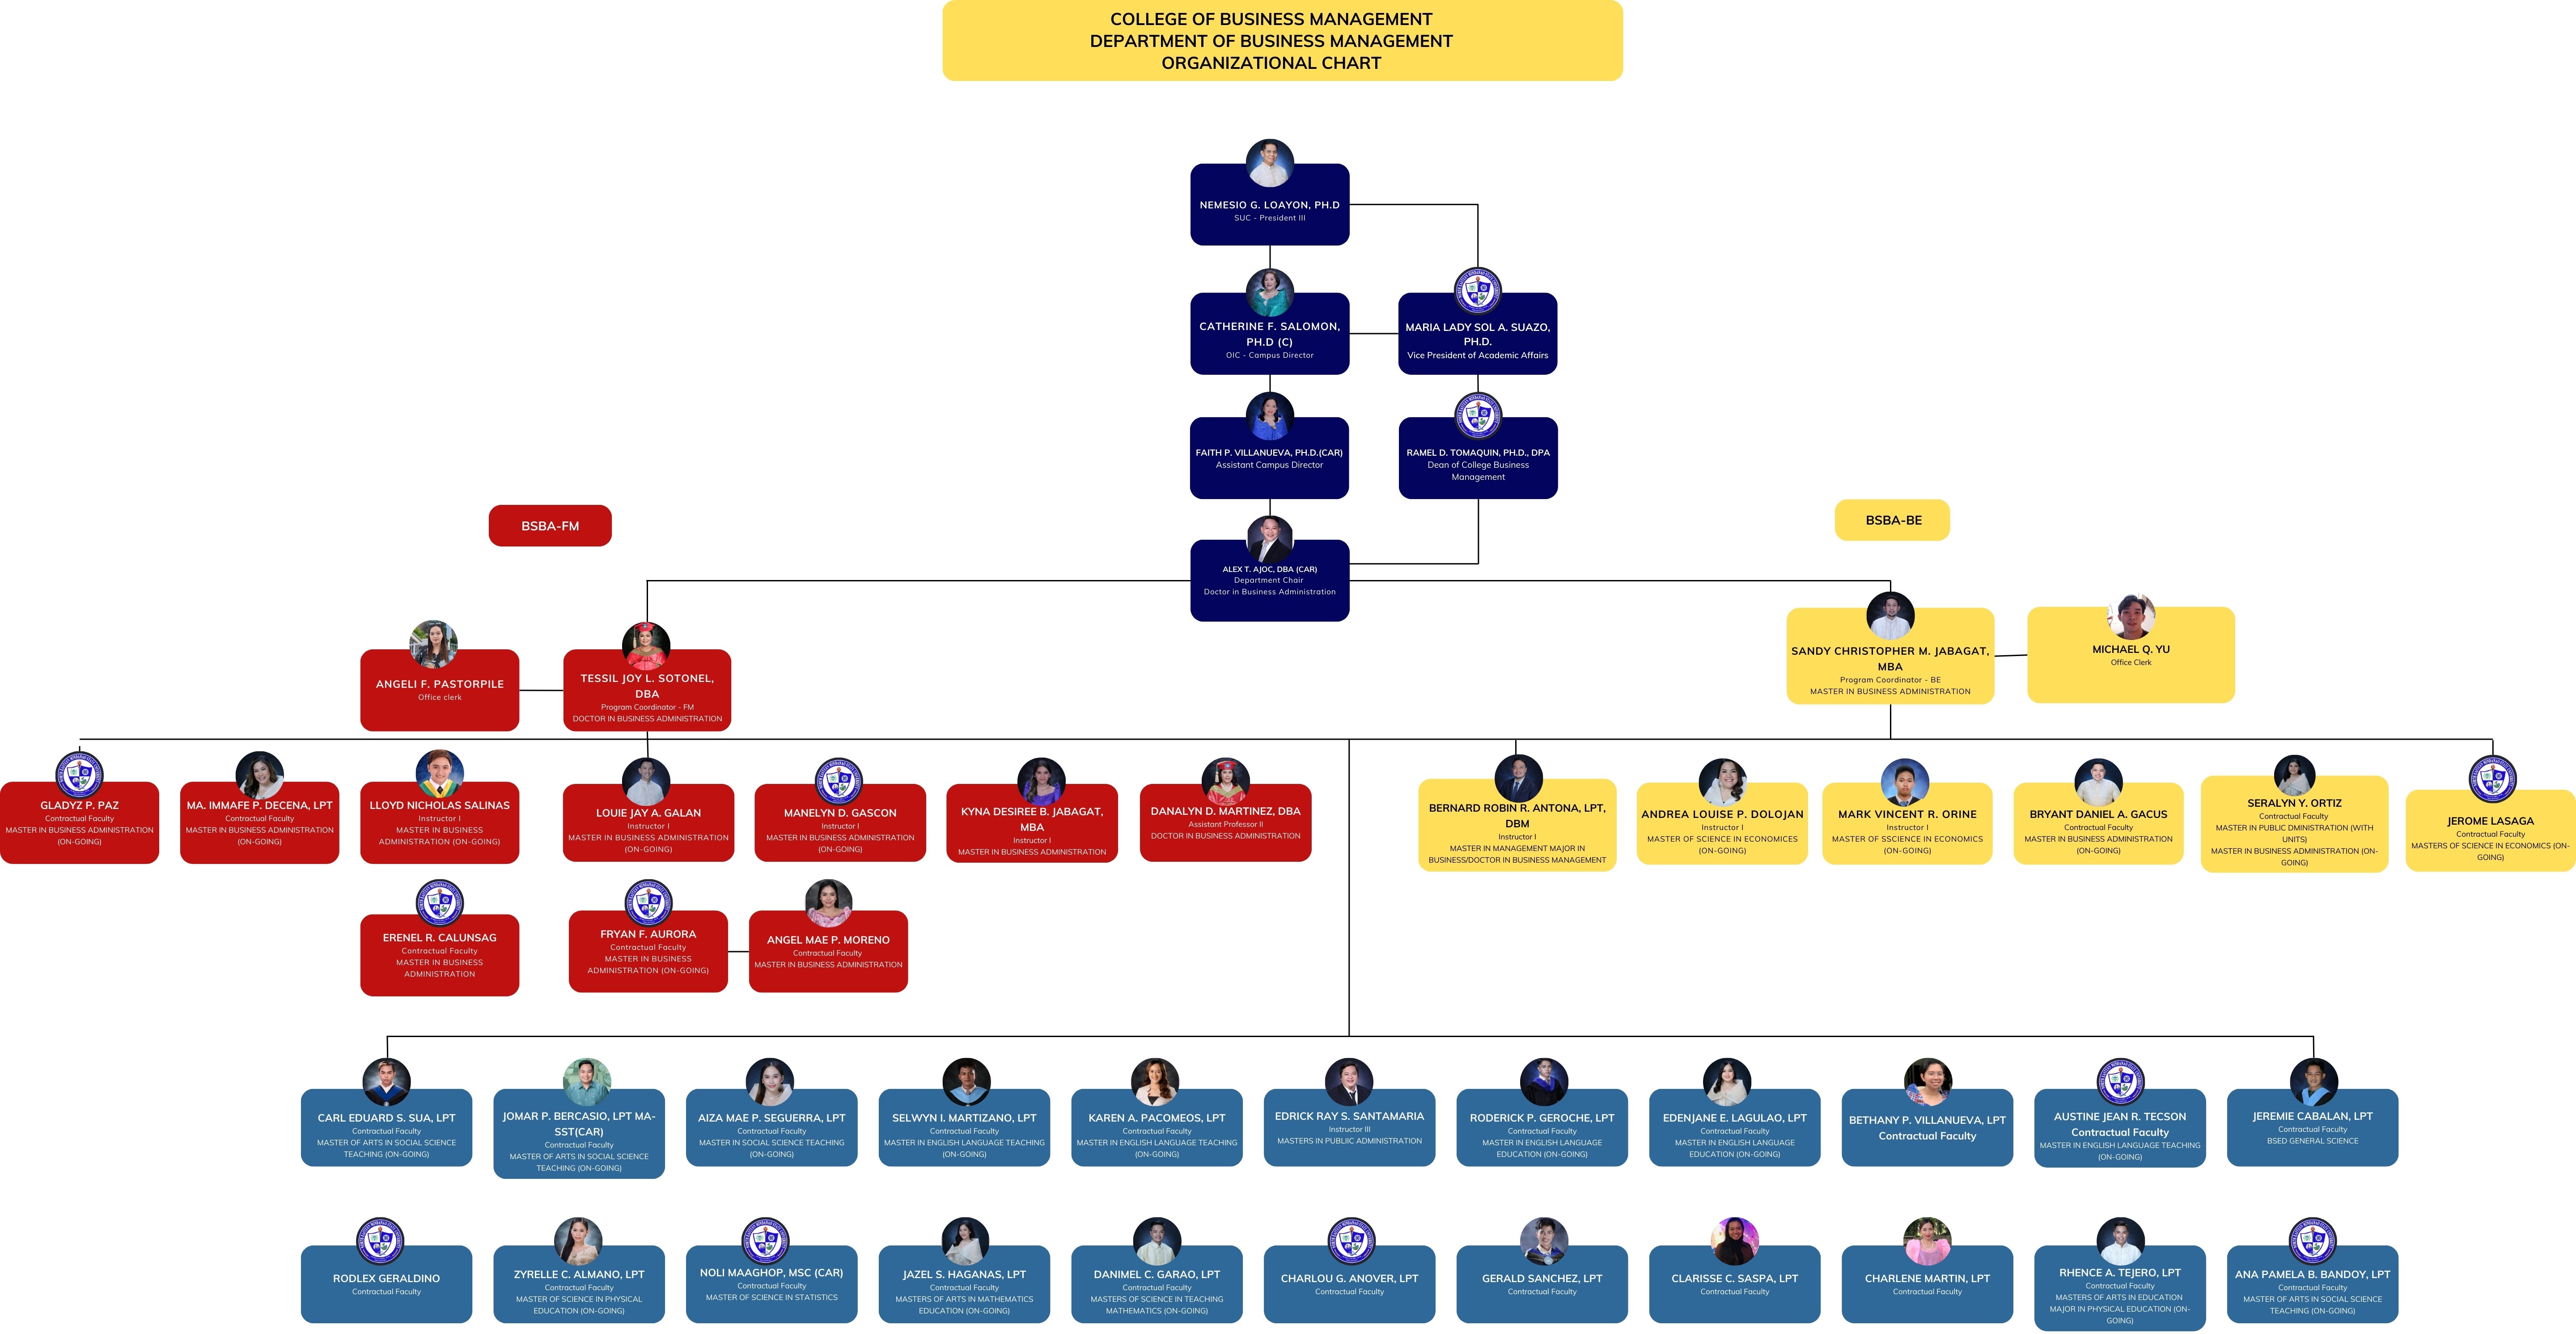 COLLEGE OF BUSINESS MANAGEMENT
DEPARTMENT OF BUSINESS MANAGEMENT
ORGANIZATIONAL CHART
NEMESIO G. LOAYON, PH.D
SUC - President III
CATHERINE F. SALOMON,
PH.D (C)
OIC - Campus Director
MARIA LADY SOL A. SUAZO,
PH.D.
Vice President of Academic Affairs
FAITH P. VILLANUEVA, PH.D.(CAR)
Assistant Campus Director
RAMEL D. TOMAQUIN, PH.D., DPA
Dean of College Business
Management
BSBA-FM
BSBA-BE
ALEX T. AJOC, DBA (CAR)
Department Chair
Doctor in Business Administration
ANGELI F. PASTORPILE
Office clerk
TESSIL JOY L. SOTONEL,
DBA
Program Coordinator - FM
DOCTOR IN BUSINESS ADMINISTRATION
SANDY CHRISTOPHER M. JABAGAT,
MBA
Program Coordinator - BE
MASTER IN BUSINESS ADMINISTRATION
MICHAEL Q. YU
Office Clerk
GLADYZ P. PAZ
Contractual Faculty
MASTER IN BUSINESS ADMINISTRATION
(ON-GOING)
MA. IMMAFE P. DECENA, LPT
Contractual Faculty
MASTER IN BUSINESS ADMINISTRATION
(ON-GOING)
LLOYD NICHOLAS SALINAS
Instructor I
MASTER IN BUSINESS
ADMINISTRATION (ON-GOING)
LOUIE JAY A. GALAN
Instructor I
MASTER IN BUSINESS ADMINISTRATION
(ON-GOING)
MANELYN D. GASCON
Instructor I
MASTER IN BUSINESS ADMINISTRATION
(ON-GOING)
KYNA DESIREE B. JABAGAT,
MBA
Instructor I
MASTER IN BUSINESS ADMINISTRATION
DANALYN D. MARTINEZ, DBA
Assistant Professor II
DOCTOR IN BUSINESS ADMINISTRATION
BERNARD ROBIN R. ANTONA, LPT,
DBM
Instructor I
MASTER IN MANAGEMENT MAJOR IN
BUSINESS/DOCTOR IN BUSINESS MANAGEMENT
ANDREA LOUISE P. DOLOJAN
Instructor I
MASTER OF SCIENCE IN ECONOMICES
(ON-GOING)
MARK VINCENT R. ORINE
Instructor I
MASTER OF SSCIENCE IN ECONOMICS
(ON-GOING)
BRYANT DANIEL A. GACUS
Contractual Faculty
MASTER IN BUSINESS ADMINISTRATION
(ON-GOING)
SERALYN Y. ORTIZ
Contractual Faculty
MASTER IN PUBLIC DMINISTRATION (WITH
UNITS)
MASTER IN BUSINESS ADMINISTRATION (ON-
GOING)
JEROME LASAGA
Contractual Faculty
MASTERS OF SCIENCE IN ECONOMICS (ON-
GOING)
ERENEL R. CALUNSAG
Contractual Faculty
MASTER IN BUSINESS
ADMINISTRATION
FRYAN F. AURORA
Contractual Faculty
MASTER IN BUSINESS
ADMINISTRATION (ON-GOING)
ANGEL MAE P. MORENO
Contractual Faculty
MASTER IN BUSINESS ADMINISTRATION
CARL EDUARD S. SUA, LPT
Contractual Faculty
MASTER OF ARTS IN SOCIAL SCIENCE
TEACHING (ON-GOING)
JOMAR P. BERCASIO, LPT MA-
SST(CAR)
Contractual Faculty
MASTER OF ARTS IN SOCIAL SCIENCE
TEACHING (ON-GOING)
AIZA MAE P. SEGUERRA, LPT
Contractual Faculty
MASTER IN SOCIAL SCIENCE TEACHING
(ON-GOING)
SELWYN I. MARTIZANO, LPT
Contractual Faculty
MASTER IN ENGLISH LANGUAGE TEACHING
(ON-GOING)
KAREN A. PACOMEOS, LPT
Contractual Faculty
MASTER IN ENGLISH LANGUAGE TEACHING
(ON-GOING)
EDRICK RAY S. SANTAMARIA
Instructor III
MASTERS IN PUBLIIC ADMINISTRATION
RODERICK P. GEROCHE, LPT
Contractual Faculty
MASTER IN ENGLISH LANGUAGE
EDUCATION (ON-GOING)
EDENJANE E. LAGULAO, LPT
Contractual Faculty
MASTER IN ENGLISH LANGUAGE
EDUCATION (ON-GOING)
BETHANY P. VILLANUEVA, LPT
Contractual Faculty
AUSTINE JEAN R. TECSON
Contractual Faculty
MASTER IN ENGLISH LANGUAGE TEACHING
(ON-GOING)
JEREMIE CABALAN, LPT
Contractual Faculty
BSED GENERAL SCIENCE
RODLEX GERALDINO
Contractual Faculty
ZYRELLE C. ALMANO, LPT
Contractual Faculty
MASTER OF SCIENCE IN PHYSICAL
EDUCATION (ON-GOING)
NOLI MAAGHOP, MSC (CAR)
Contractual Faculty
MASTER OF SCIENCE IN STATISTICS
JAZEL S. HAGANAS, LPT
Contractual Faculty
MASTERS OF ARTS IN MATHEMATICS
EDUCATION (ON-GOING)
DANIMEL C. GARAO, LPT
Contractual Faculty
MASTERS OF SCIENCE IN TEACHING
MATHEMATICS (ON-GOING)
CHARLOU G. ANOVER, LPT
Contractual Faculty
GERALD SANCHEZ, LPT
Contractual Faculty
CLARISSE C. SASPA, LPT
Contractual Faculty
CHARLENE MARTIN, LPT
Contractual Faculty
RHENCE A. TEJERO, LPT
Contractual Faculty
MASTERS OF ARTS IN EDUCATION
MAJOR IN PHYSICAL EDUCATION (ON-
GOING)
ANA PAMELA B. BANDOY, LPT
Contractual Faculty
MASTER OF ARTS IN SOCIAL SCIENCE
TEACHING (ON-GOING)